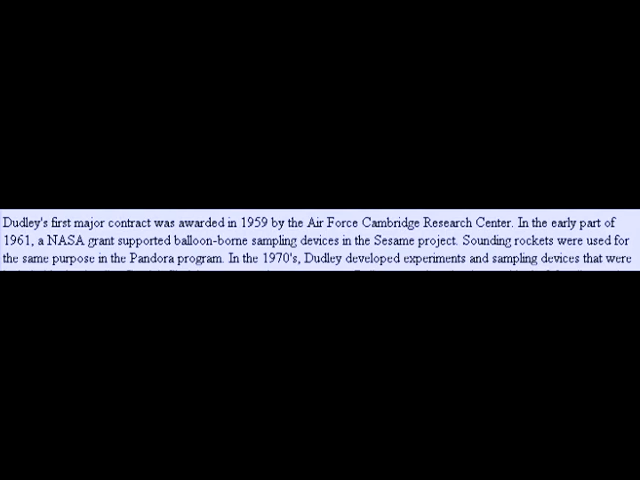 Dudley's first major contract was awarded in 1959 by the Air Force Cambridge Research Center. In the early part of
1961, a NASA grant supported balloon-borne sampling devices in the Sesame project. Sounding rockets were used for
the same purpose in the Pandora program. In the 1970's, Dudley developed experiments and sampling devices that were